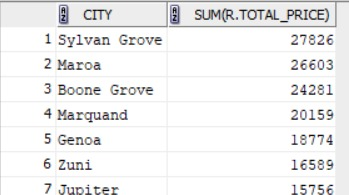 CITY SUM(R.TOTAL_PRICE)
1 Sylvan Grove 27826
2 Maroa 26603
3 Boone Grove 24281
4 Marquand 20159
5 Genoa 18774
6 Zuni 16589
7 Jupiter 15756